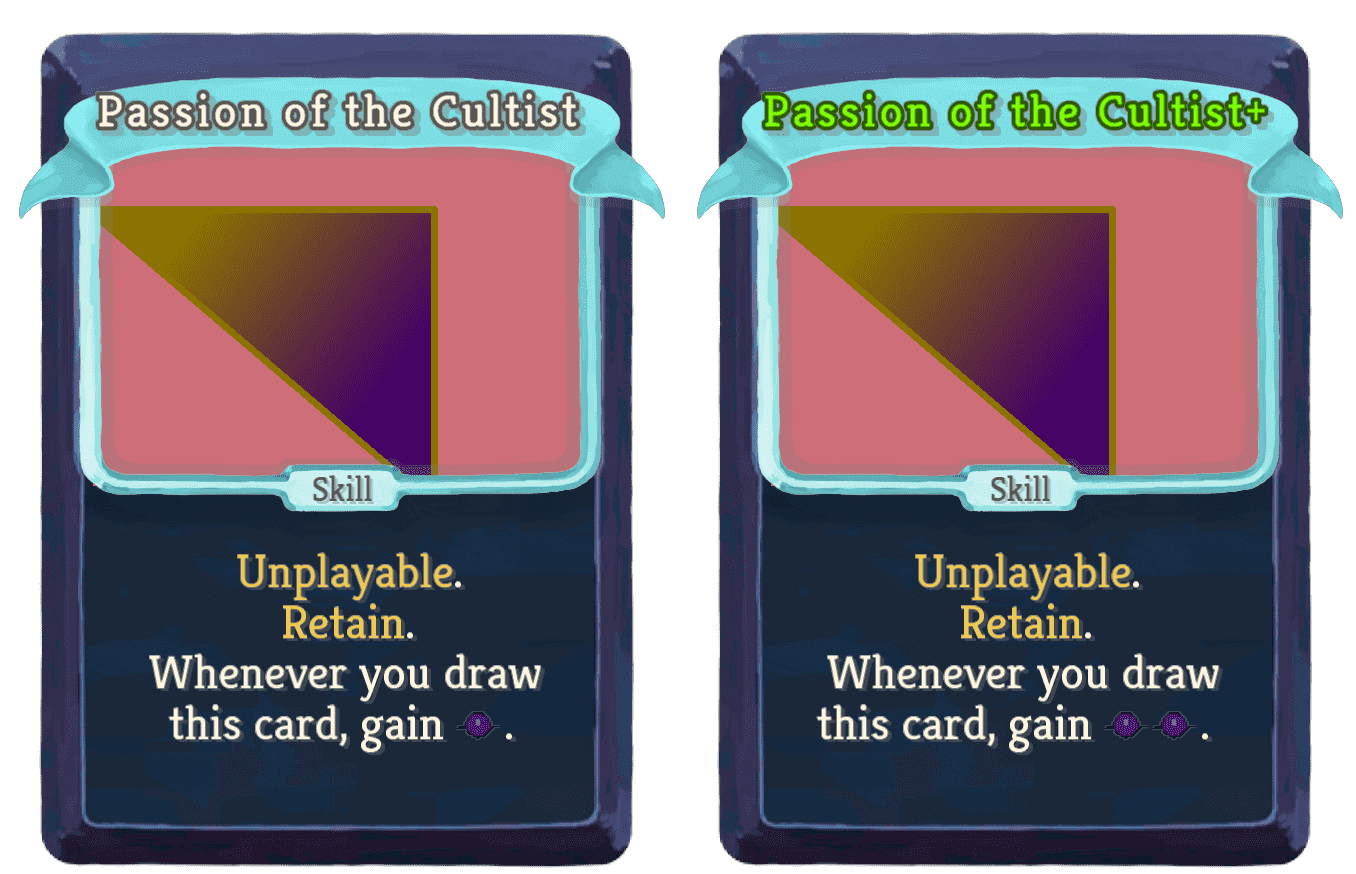 Passion of the Cultist
Skill
Unplayable.
Retain.
Whenever you draw
this card, gain .
Passion of the Cultist+
Skill
Unplayable.
Retain.
Whenever you draw
this card, gain .